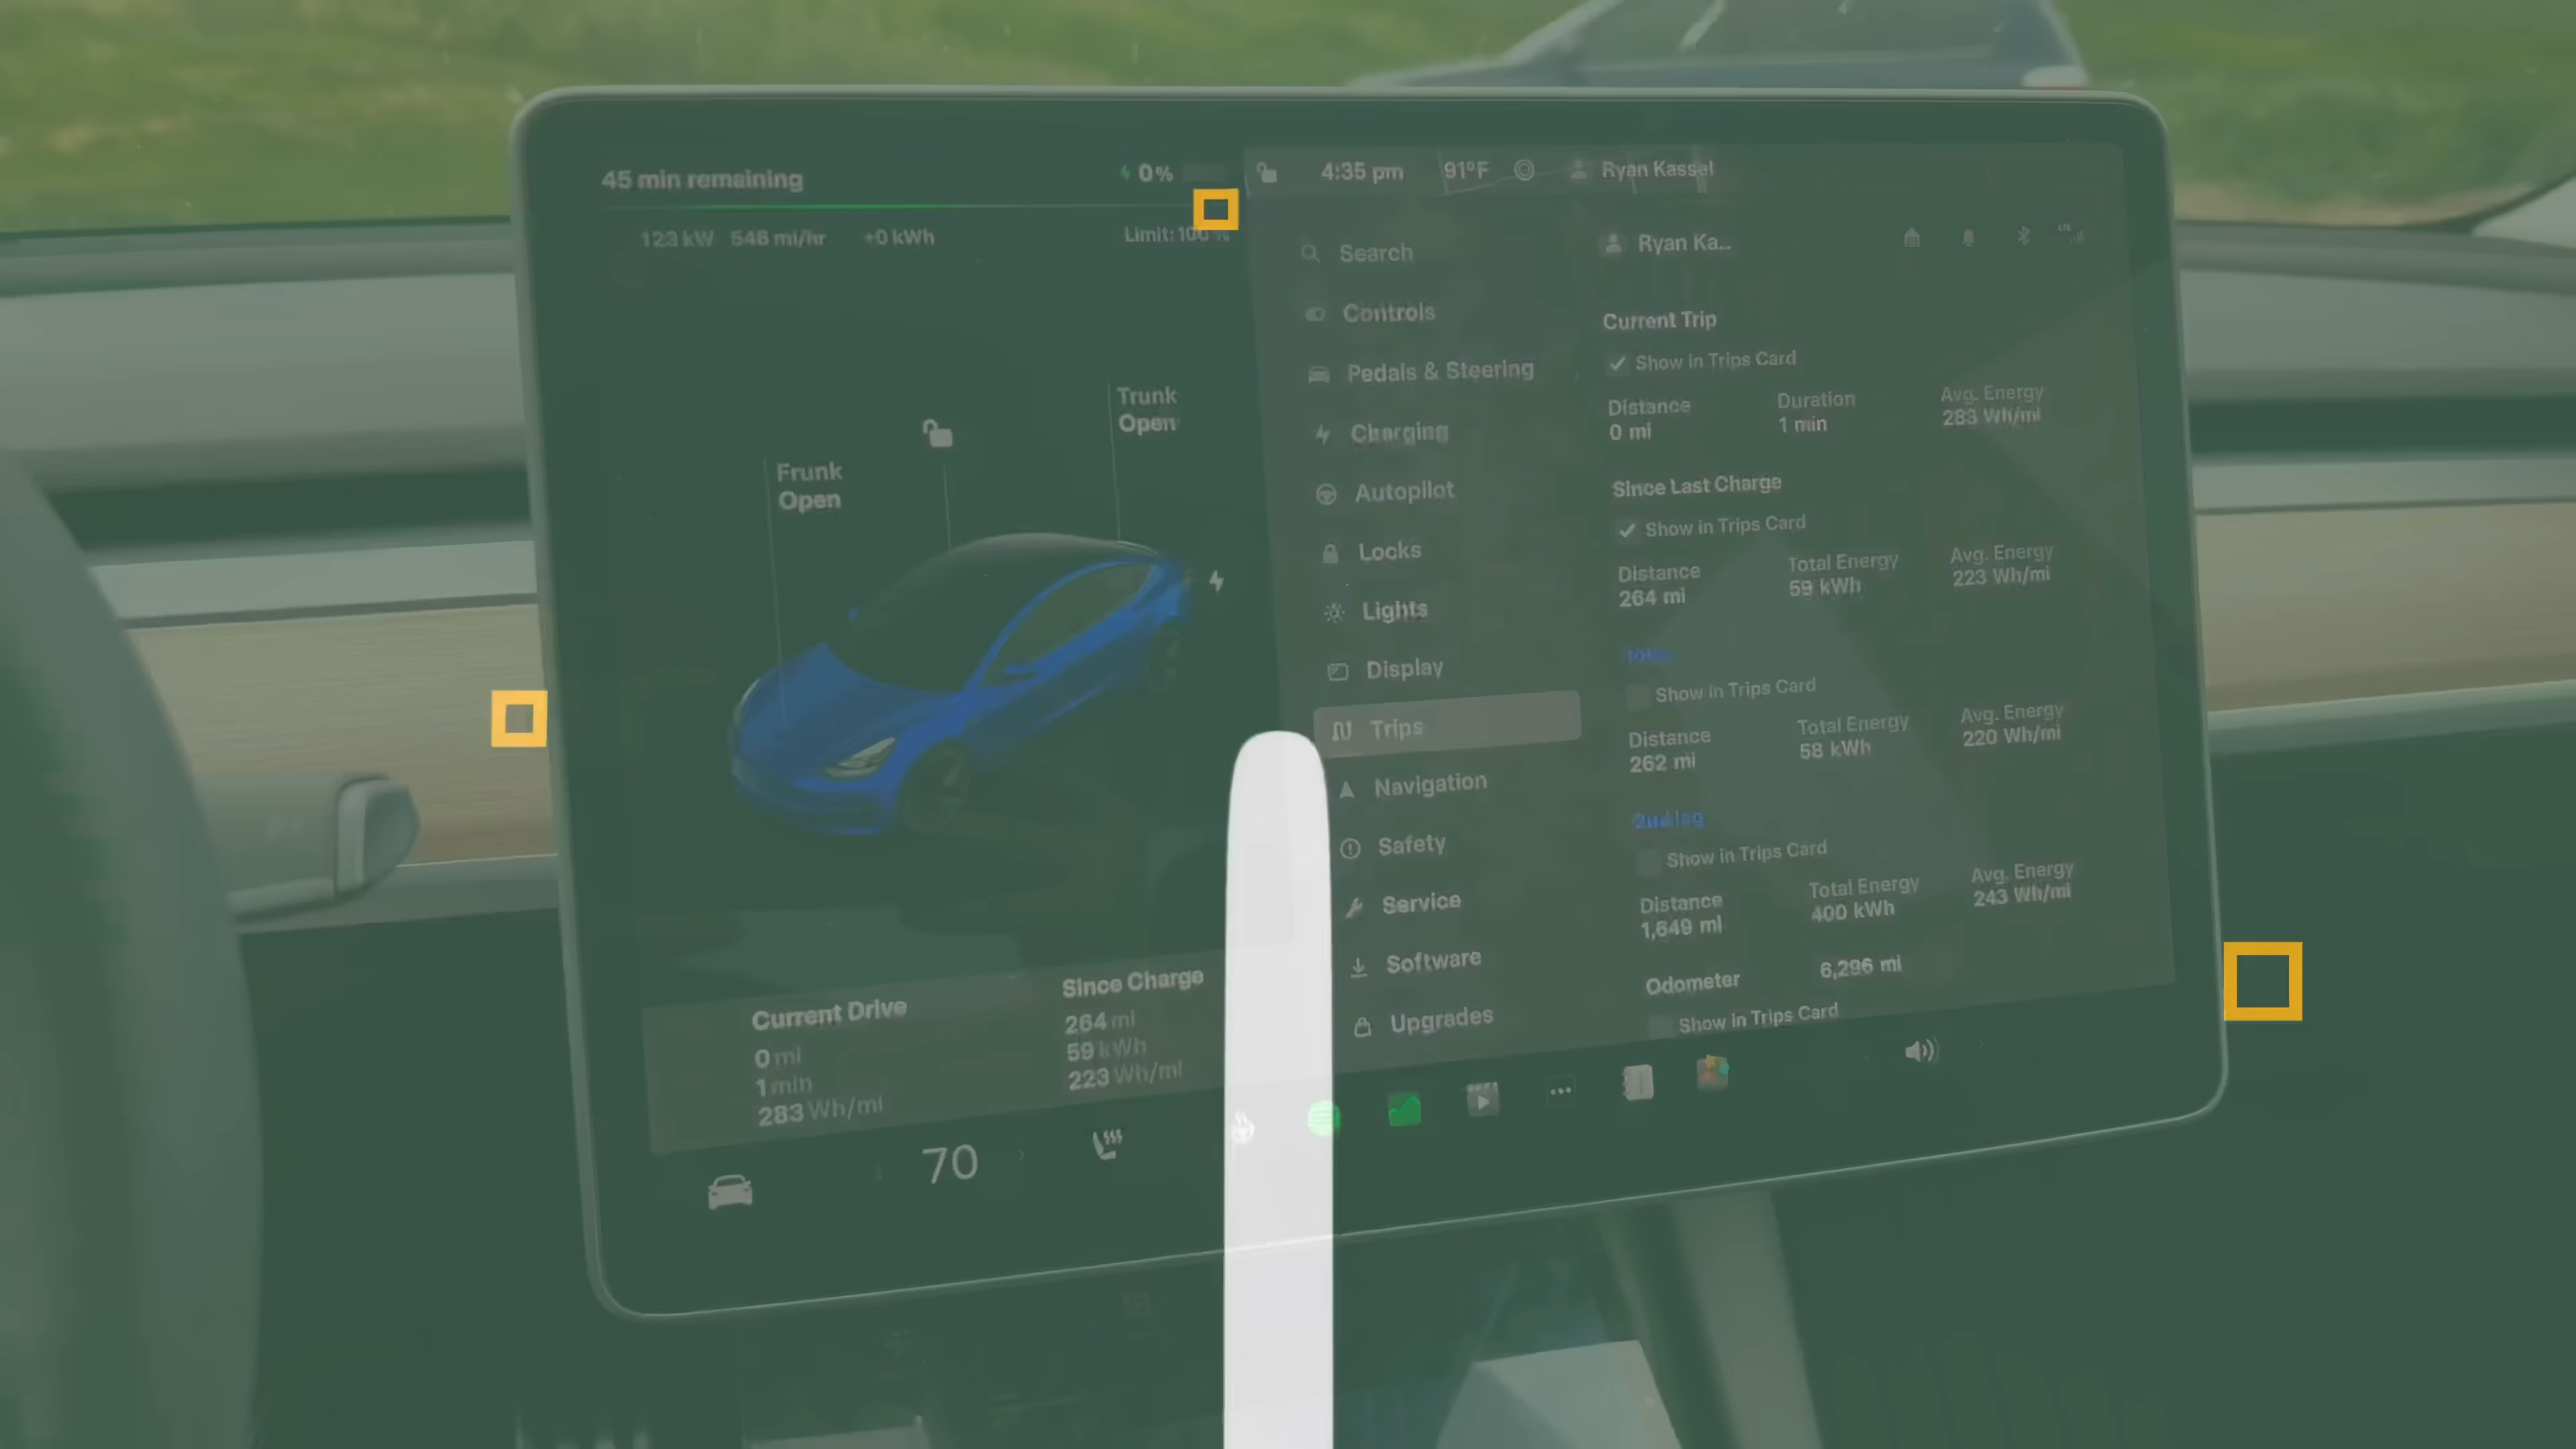 45 min remaining
0%
123 kW 546 mi/hr +0 kWh
Limit: 100 %
Frunk
Open
Trunk
Open
Current Drive
0 mi
1 min
283 Wh/mi
Since Charge
264 mi
59 kWh
223 Wh/mi
70
4:35 pm 91°F Ryan Kassel
Search
Controls
Pedals & Steering
Charging
Autopilot
Locks
Lights
Display
Trips
Navigation
Safety
Service
Software
Upgrades
Ryan Ka...
LTE
Current Trip
Show in Trips Card
Distance Duration Avg. Energy
0 mi 1 min 283 Wh/mi
Since Last Charge
Show in Trips Card
Distance Total Energy Avg. Energy
264 mi 59 kWh 223 Wh/mi
Show in Trips Card
Distance Total Energy Avg. Energy
262 mi 58 kWh 220 Wh/mi
Show in Trips Card
Distance Total Energy Avg. Energy
1,649 mi 400 kWh 243 Wh/mi
Odometer 6,296 mi
Show in Trips Card